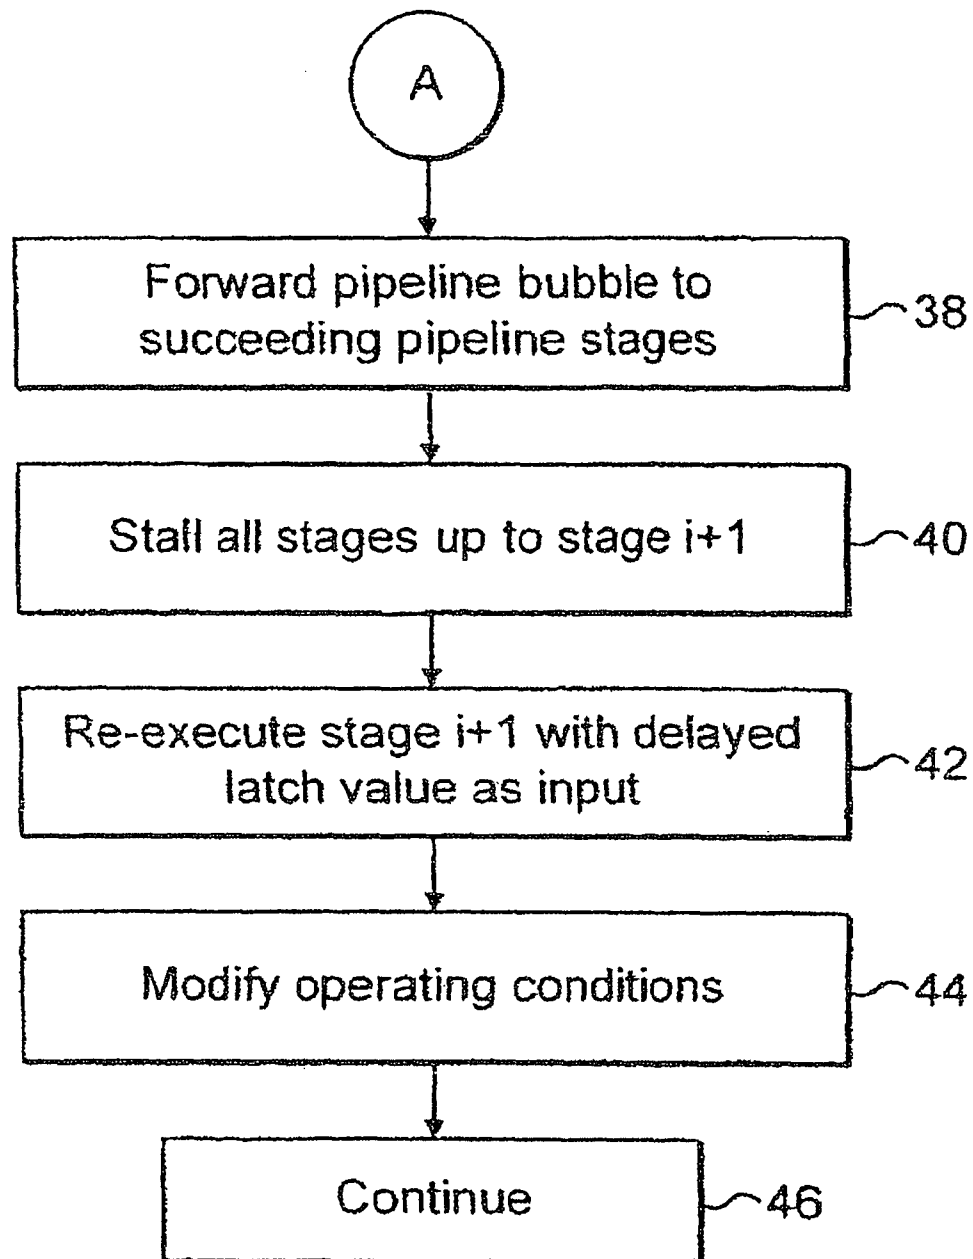 A
Forward pipeline bubble to
succeeding pipeline stages
38
Stall all stages up to stage i+1
40
Re-execute stage i+1 with delayed
latch value as input
42
Modify operating conditions
44
Continue
46